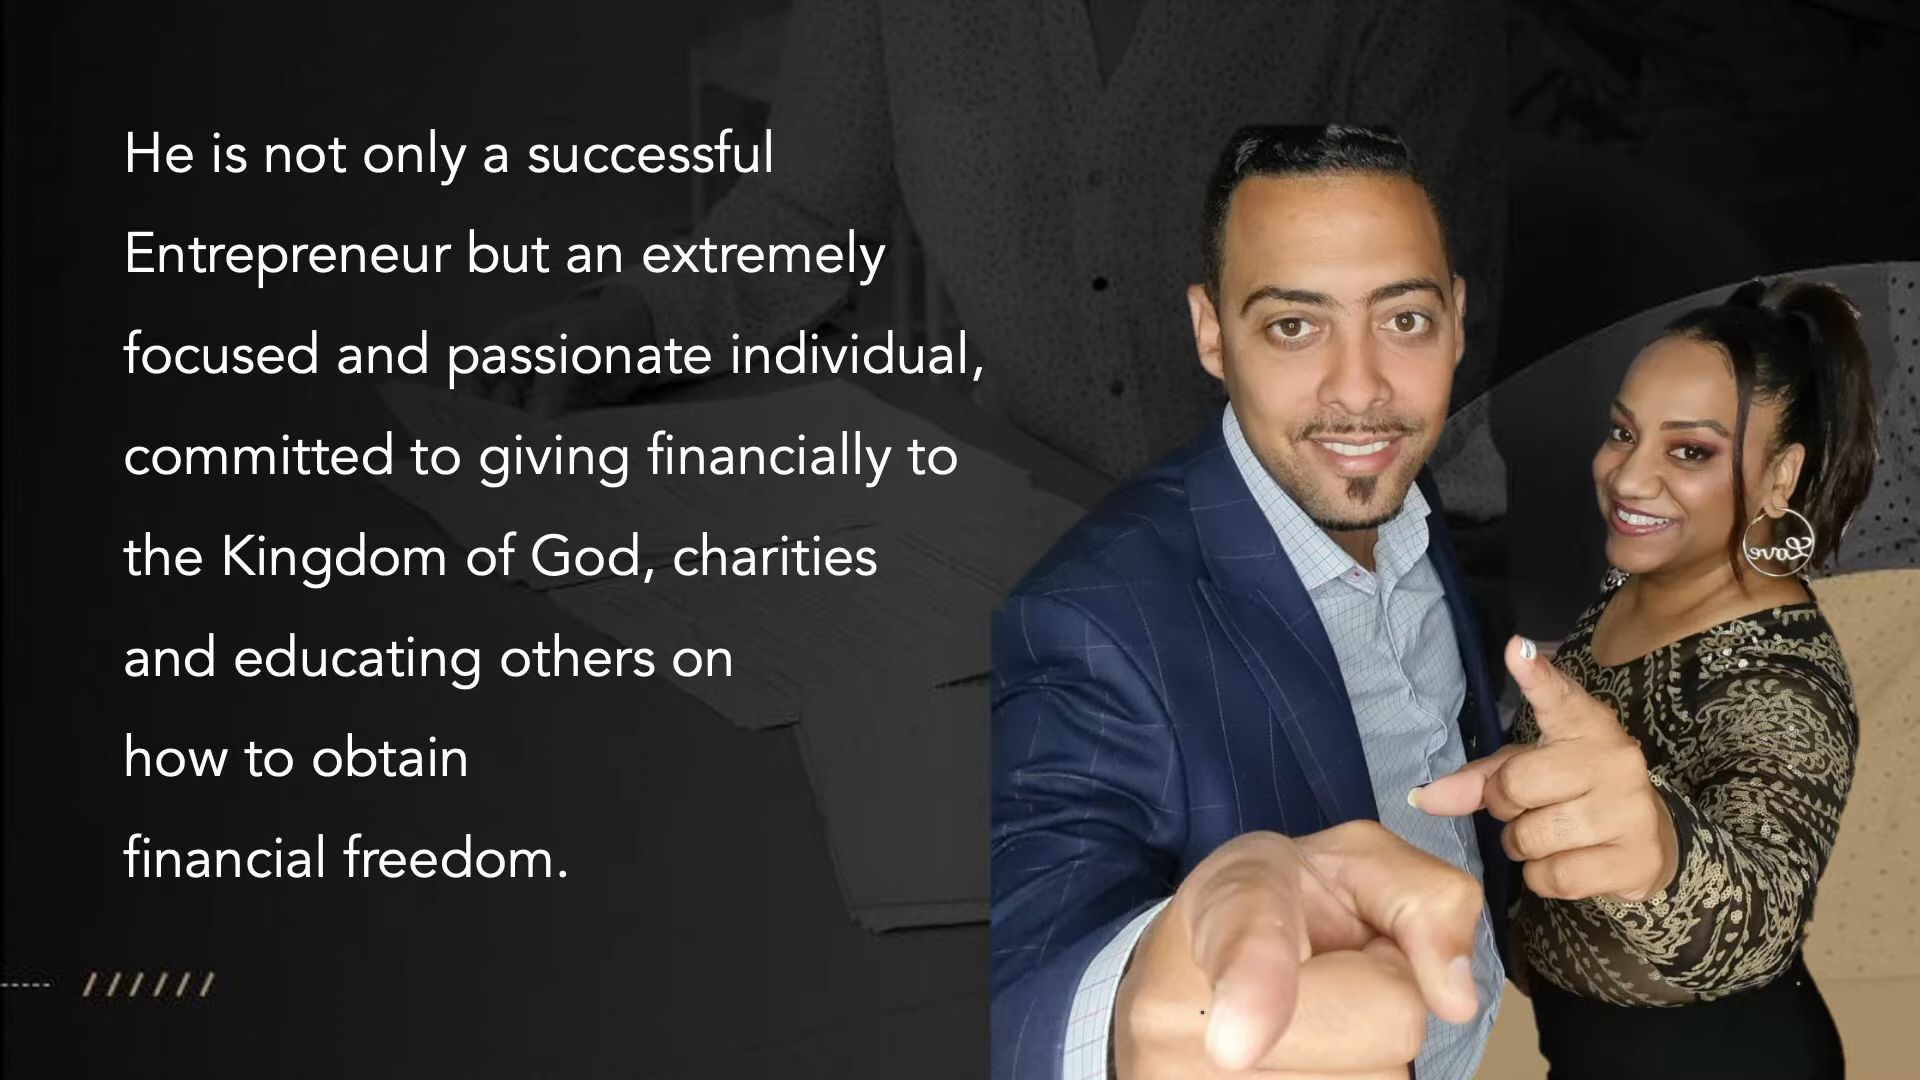 He is not only a successful
Entrepreneur but an extremely
focused and passionate individual,
committed to giving financially to
the Kingdom of God, charities
and educating others on
how to obtain
financial freedom.
Love